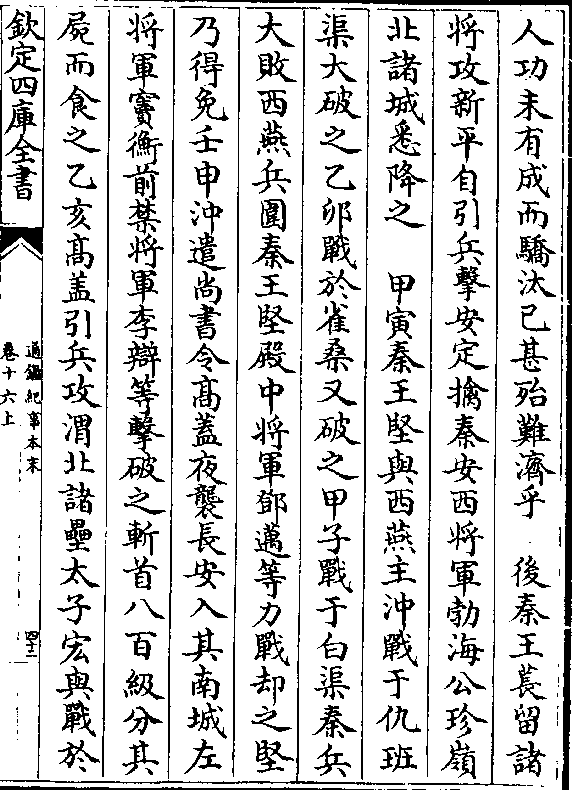 人功未有成而驕汰已甚殆難濟乎　後秦王萇留諸
將攻新平自引兵擊安定擒秦安西將軍勃海公珍嶺
北諸城悉降之　甲寅秦王堅與西燕主沖戰于仇班
渠大破之乙卯戰於雀桑又破之甲子戰于白渠秦兵
大敗西燕兵圍秦王堅殿中將軍鄧邁等力戰却之堅
乃得免壬申沖遣尚書令髙蓋夜襲長安入其南城左
將軍竇衝前禁將軍李辯等擊破之斬首八百級分其
屍而食之乙亥髙盖引兵攻渭北諸壘太子宏與戰於
欽定四庫全書
通鑑紀事本末
卷十六上
四十二